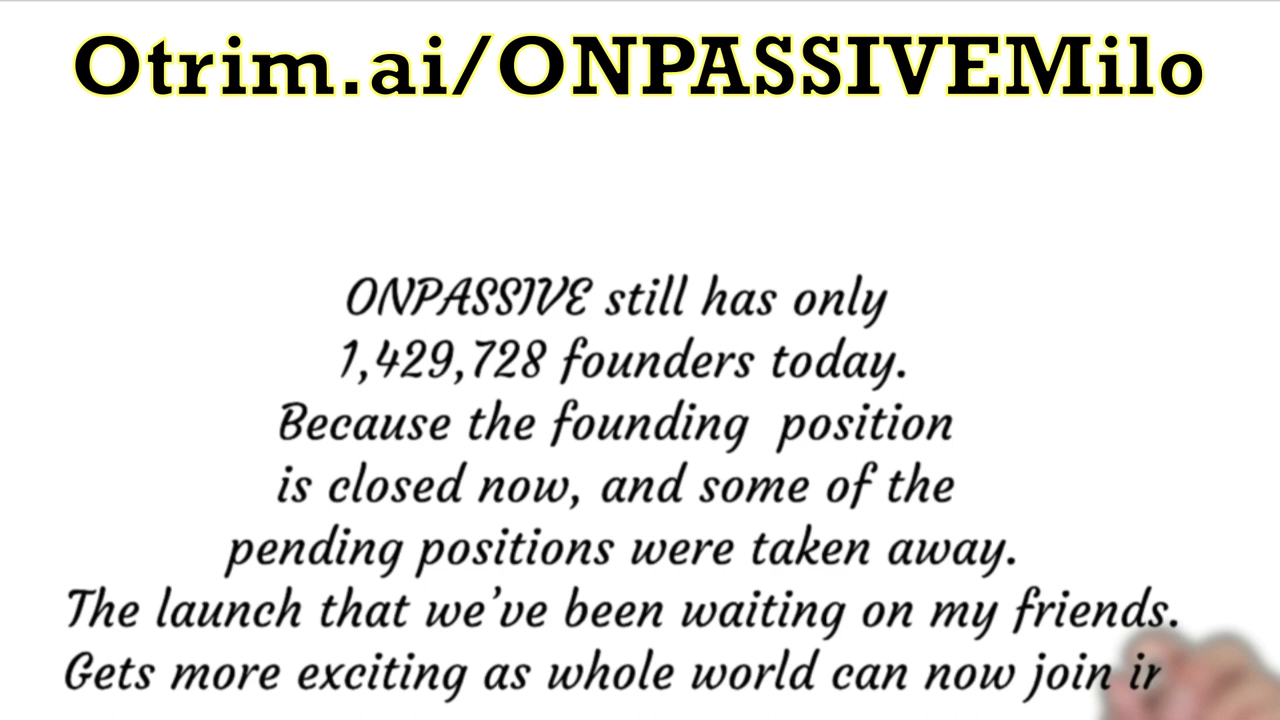 Otrim.ai/ONPASSIVEMilo
ONPASSIVE still has only
1,429,728 founders today.
Because the founding position
is closed now, and some of the
pending positions were taken away.
The launch that we’ve been waiting on my friends.
Gets more exciting as whole world can now join